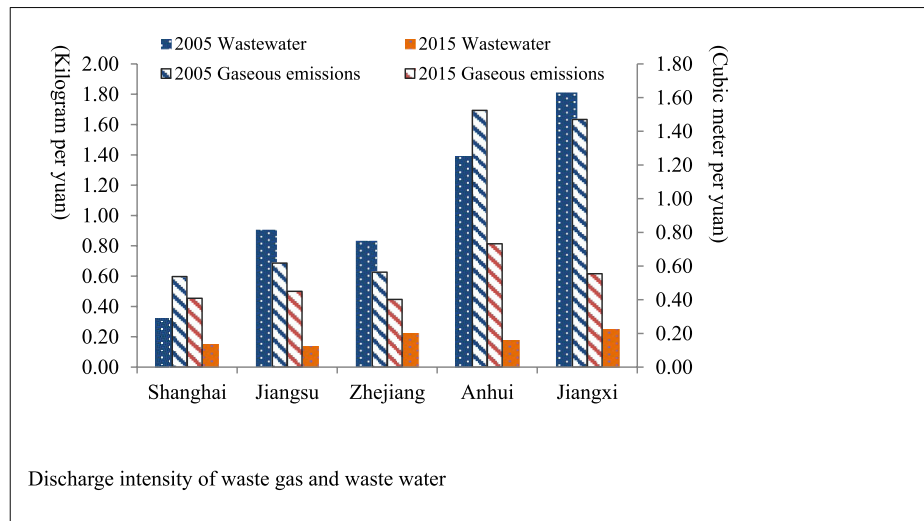 2005 Wastewater
2015 Wastewater
2005 Gaseous emissions
2015 Gaseous emissions
(Kilogram per yuan)
2.00
1.80
1.60
1.40
1.20
1.00
0.80
0.60
0.40
0.20
0.00
(Cubic meter per yuan)
1.80
1.60
1.40
1.20
1.00
0.80
0.60
0.40
0.20
0.00
Shanghai Jiangsu Zhejiang Anhui Jiangxi
Discharge intensity of waste gas and waste water